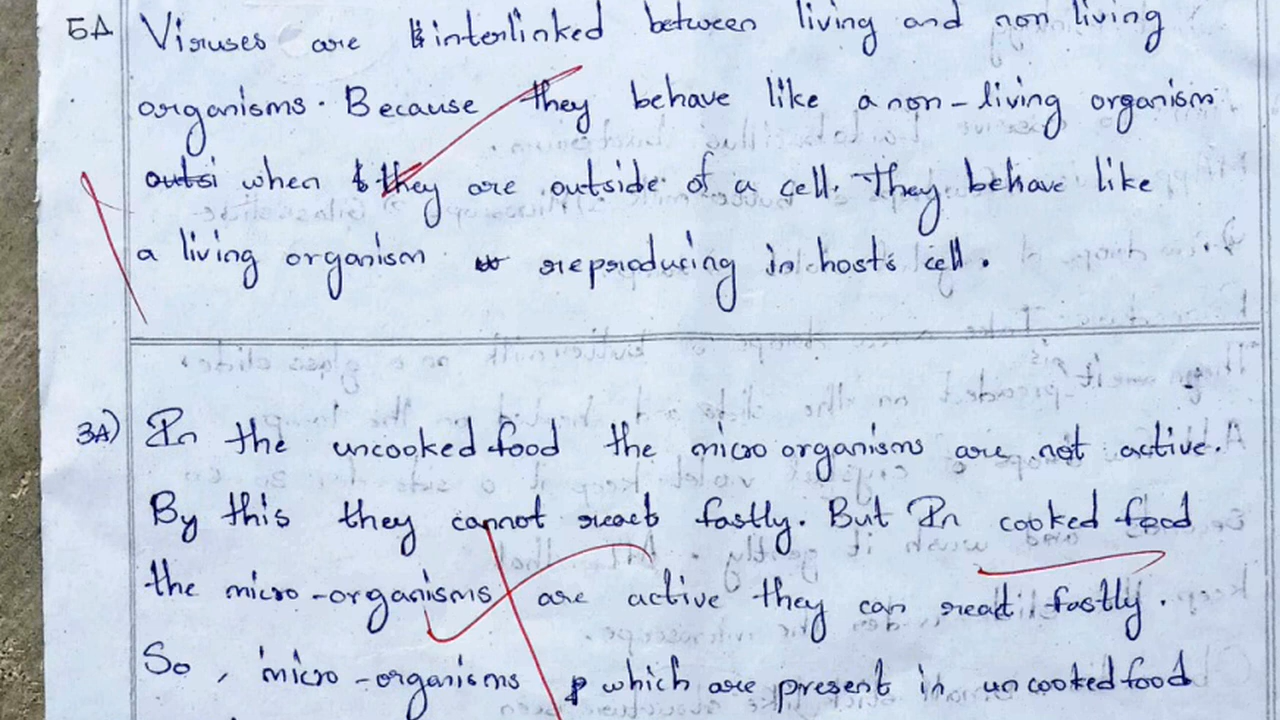 5A Viruses are interlinked between living and non living
organisms. Because they behave like a non-living organism
outsi when they are outside of a cell. They behave like
a living organism reproducing in host's cell.
3A) In the uncooked food the micro organisms are not active.
By this they cannot react fastly. But In cooked food
the micro-organisms are active they can react fastly.
So, micro-organisms which are present in uncooked food